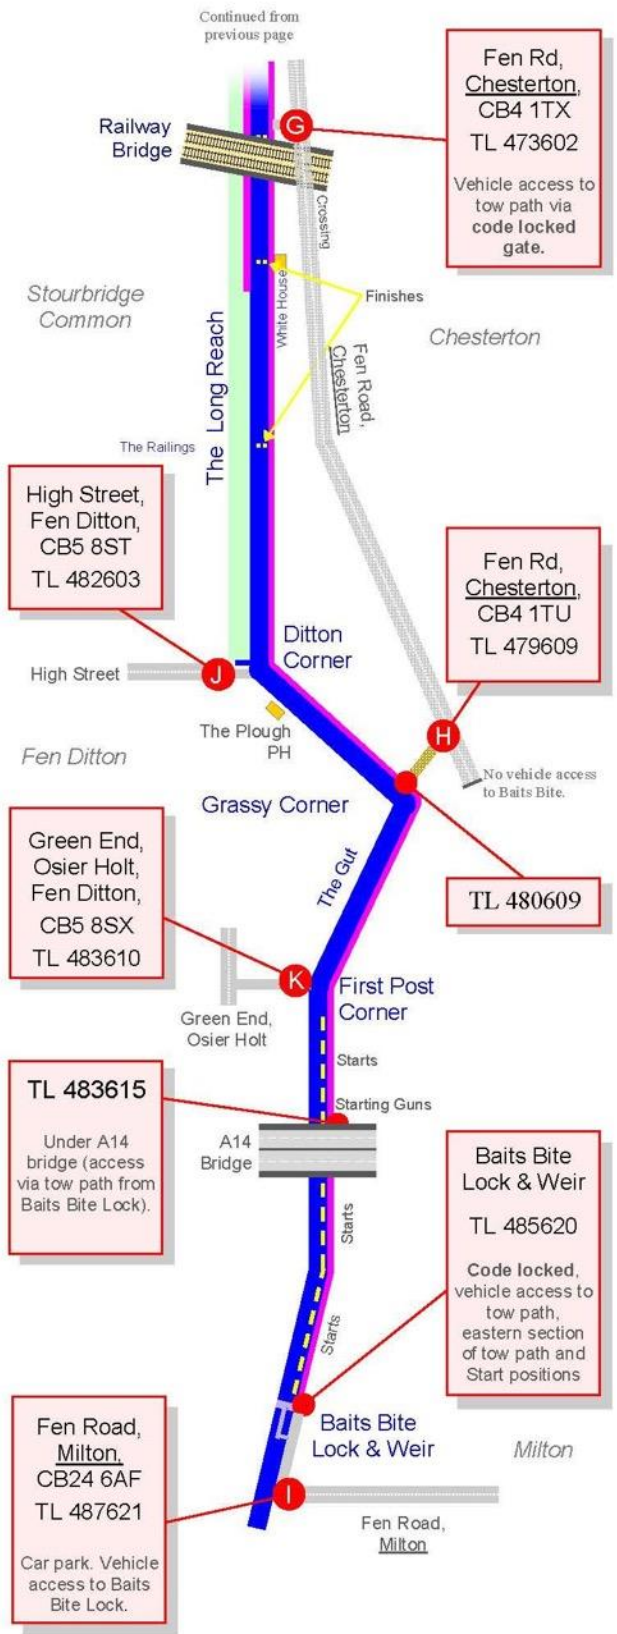 Continued from
previous page
Fen Rd,
Chesterton,
CB4 1TX
TL 473602
Vehicle access to
tow path via
code locked
gate.
G
Railway
Bridge
Crossing
Stourbridge
Common
White House
Finishes
Chesterton
The Long Reach
Fen Road,
Chesterton
The Railings
High Street,
Fen Ditton,
CB5 8ST
TL 482603
Fen Rd,
Chesterton,
CB4 1TU
TL 479609
Ditton
Corner
High Street
J
The Plough
PH
H
Fen Ditton
No vehicle access
to Baits Bite.
Grassy Corner
Green End,
Osier Holt,
Fen Ditton,
CB5 8SX
TL 483610
The Gut
TL 480609
K
First Post
Corner
Green End,
Osier Holt
Starts
TL 483615
Under A14
bridge (access
via tow path from
Baits Bite Lock).
Starting Guns
A14
Bridge
Baits Bite
Lock & Weir
TL 485620
Code locked,
vehicle access to
tow path,
eastern section
of tow path and
Start positions
Starts
Starts
Baits Bite
Lock & Weir
Milton
Fen Road,
Milton,
CB24 6AF
TL 487621
Car park. Vehicle
access to Baits
Bite Lock.
I
Fen Road,
Milton